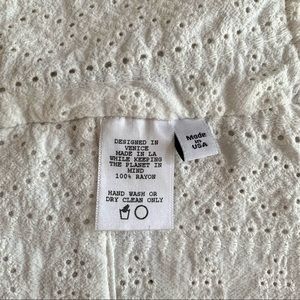 DESIGNED IN
VENICE
MADE IN LA
WHILE KEEPING
THE PLANET IN
MIND
100% RAYON
HAND WASH OR
DRY CLEAN ONLY
Made
in
USA